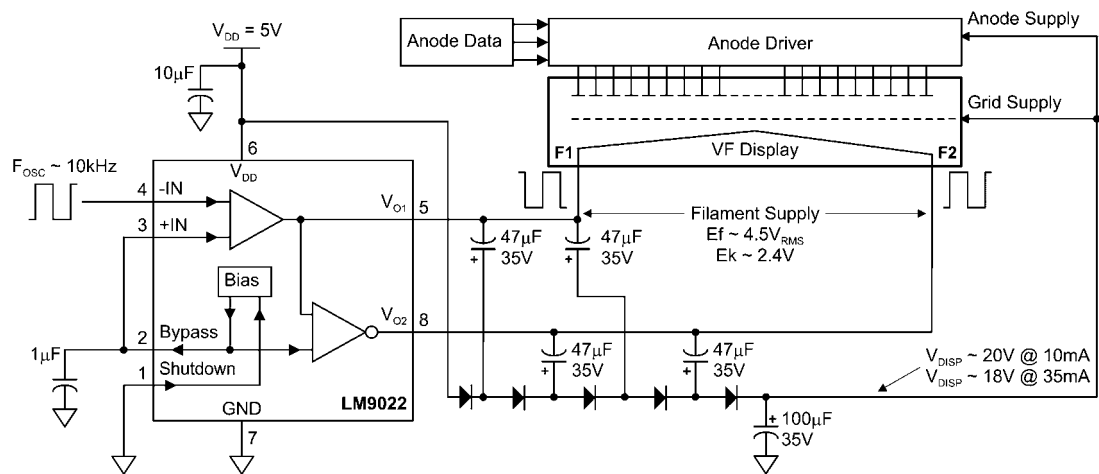 V_DD = 5V
10μF
Anode Data
Anode Driver
Anode Supply
Grid Supply
F1
VF Display
F2
F_OSC ~ 10kHz
6
V_DD
4
-IN
3
+IN
V_O1
5
47μF
35V
+
47μF
35V
+
Filament Supply
Ef ~ 4.5V_RMS
Ek ~ 2.4V
Bias
V_O2
8
2
Bypass
1μF
1
Shutdown
47μF
35V
+
47μF
35V
+
V_DISP ~ 20V @ 10mA
V_DISP ~ 18V @ 35mA
GND
LM9022
7
+
100μF
35V